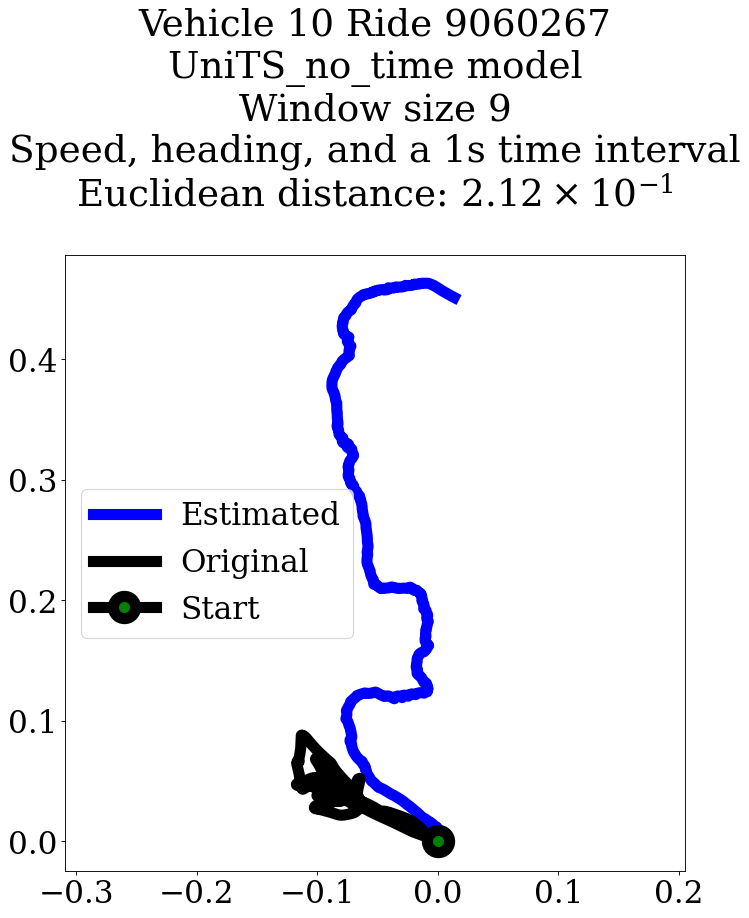 Vehicle 10 Ride 9060267
UniTS_no_time model
Window size 9
Speed, heading, and a 1s time interval
Euclidean distance: 2.12 × 10⁻¹
0.4
0.3
0.2
0.1
0.0
Estimated
Original
Start
−0.3 −0.2 −0.1 0.0 0.1 0.2